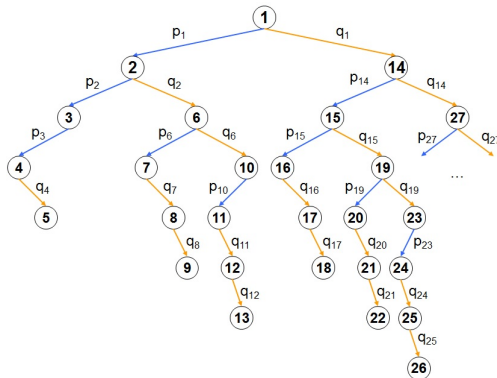 1
p1 q1
2 14
p2 q2 p14 q14
3 6 15 27
p3 p6 q6 p15 q15 p27 q27
4 7 10 16 19 ...
q4 q7 p10 q16 p19 q19
5 8 11 17 20 23
q8 q11 q17 q20 p23
9 12 18 21 24
q12 q21 q24
13 22 25
q25
26